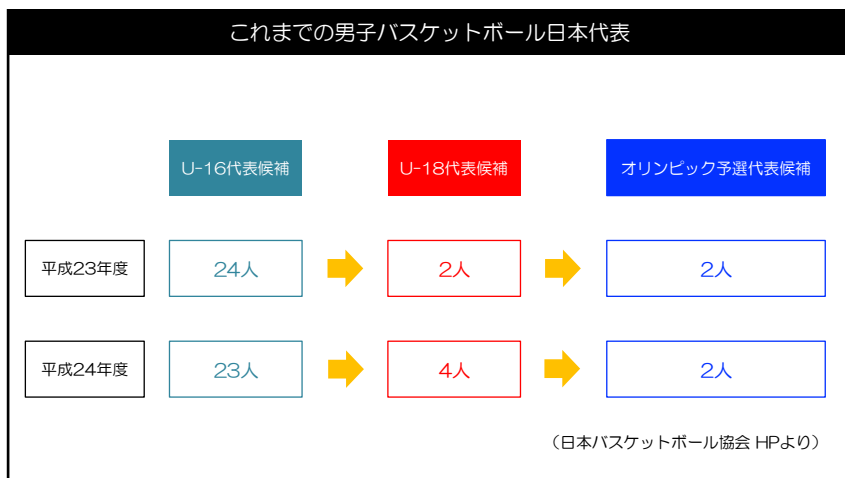 これまでの男子バスケットボール日本代表
U-16代表候補
U-18代表候補
オリンピック予選代表候補
平成23年度
24人
2人
2人
平成24年度
23人
4人
2人
（日本バスケットボール協会 HPより）